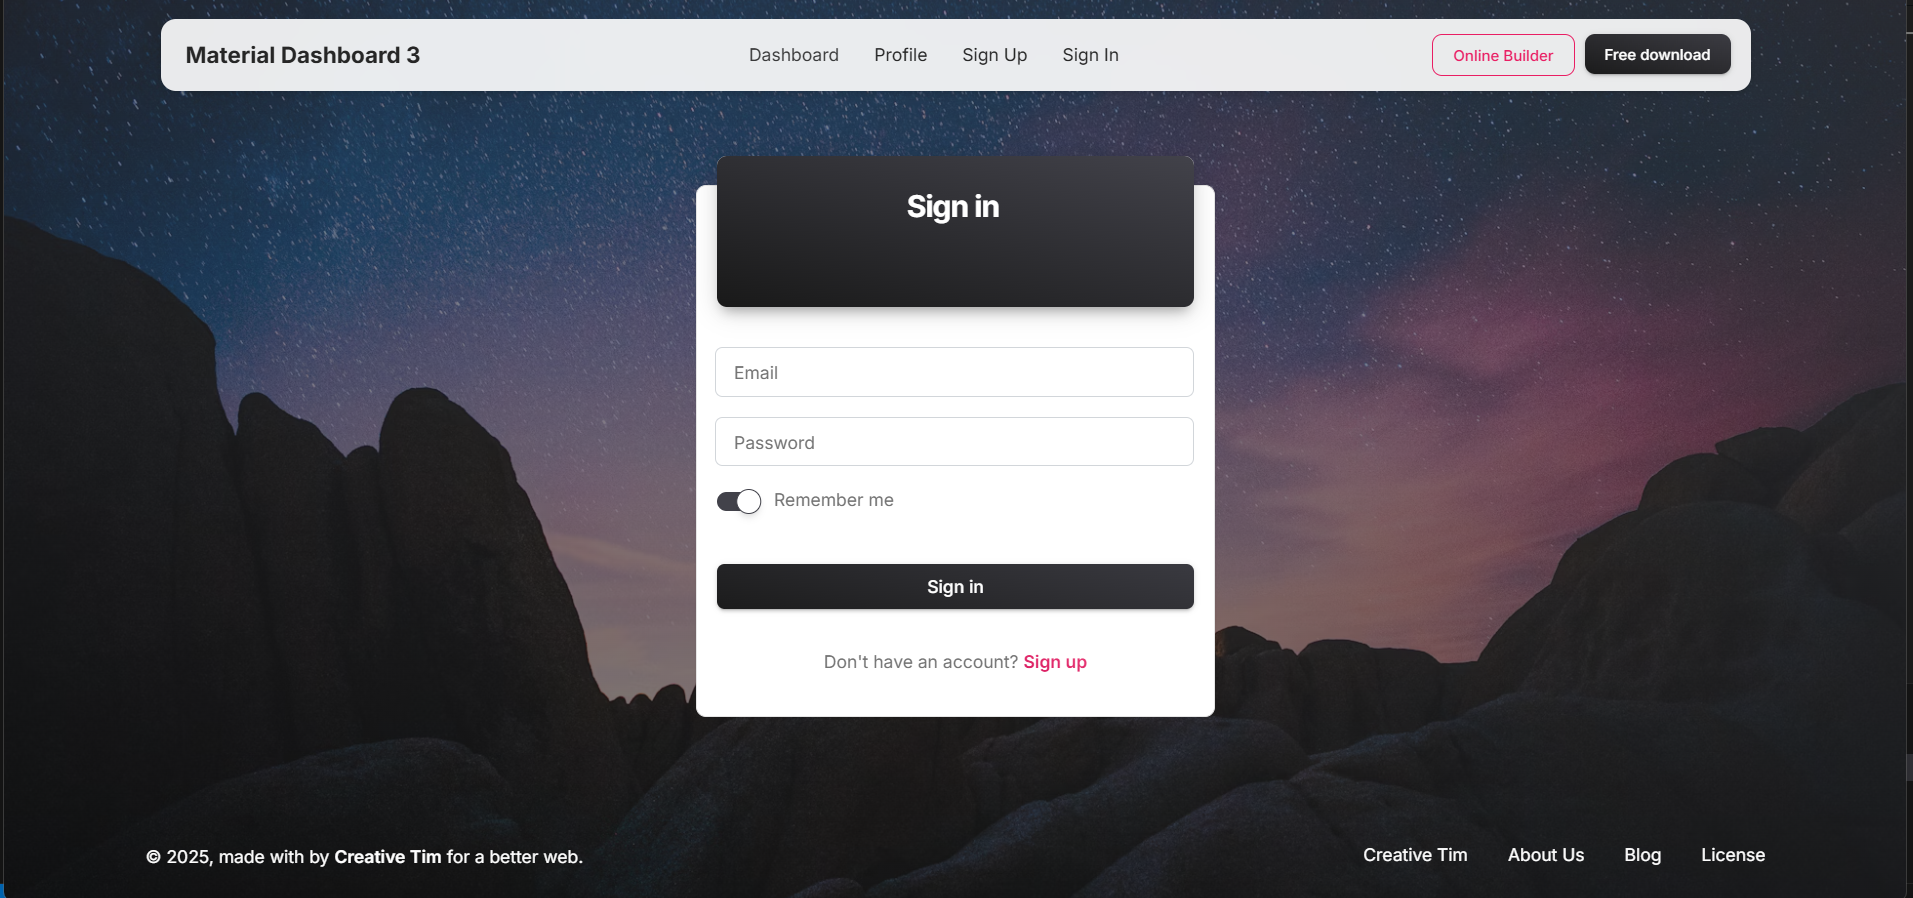 Material Dashboard 3
Dashboard
Profile
Sign Up
Sign In
Online Builder
Free download
Sign in
Email
Password
Remember me
Sign in
Don't have an account? Sign up
© 2025, made with by Creative Tim for a better web.
Creative Tim
About Us
Blog
License